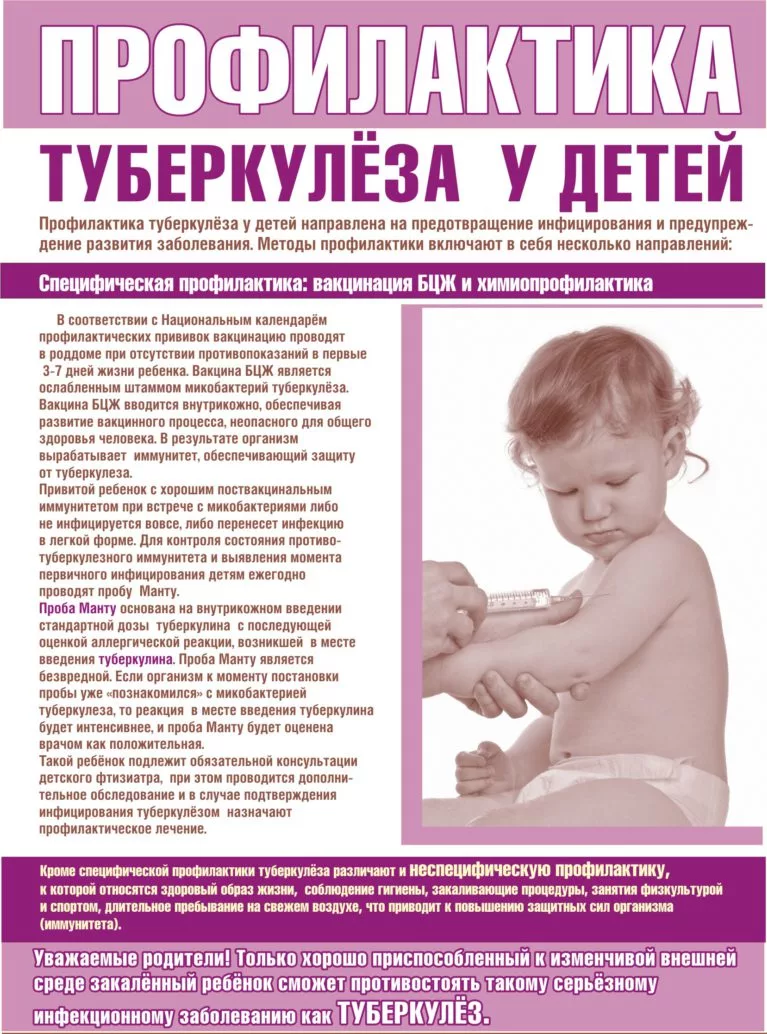 ПРОФИЛАКТИКА
ТУБЕРКУЛЁЗА У ДЕТЕЙ
Профилактика туберкулёза у детей направлена на предотвращение инфицирования и предупреж-
дение развития заболевания. Методы профилактики включают в себя несколько направлений:
Специфическая профилактика: вакцинация БЦЖ и химиопрофилактика
В соответствии с Национальным календарём
профилактических прививок вакцинацию проводят
в роддоме при отсутствии противопоказаний в первые
3-7 дней жизни ребенка. Вакцина БЦЖ является
ослабленным штаммом микобактерий туберкулёза.
Вакцина БЦЖ вводится внутрикожно, обеспечивая
развитие вакцинного процесса, неопасного для общего
здоровья человека. В результате организм
вырабатывает иммунитет, обеспечивающий защиту
от туберкулеза.
Привитой ребенок с хорошим поствакцинальным
иммунитетом при встрече с микобактериями либо
не инфицируется вовсе, либо перенесет инфекцию
в легкой форме. Для контроля состояния противо-
туберкулезного иммунитета и выявления момента
первичного инфицирования детям ежегодно
проводят пробу Манту.
Проба Манту основана на внутрикожном введении
стандартной дозы туберкулина с последующей
оценкой аллергической реакции, возникшей в месте
введения туберкулина. Проба Манту является
безвредной. Если организм к моменту постановки
пробы уже «познакомился» с микобактерией
туберкулеза, то реакция в месте введения туберкулина
будет интенсивнее, и проба Манту будет оценена
врачом как положительная.
Такой ребёнок подлежит обязательной консультации
детского фтизиатра, при этом проводится дополни-
тельное обследование и в случае подтверждения
инфицирования туберкулёзом назначают
профилактическое лечение.
Кроме специфической профилактики туберкулёза различают и неспецифическую профилактику,
к которой относятся здоровый образ жизни, соблюдение гигиены, закаливающие процедуры, занятия физкультурой
и спортом, длительное пребывание на свежем воздухе, что приводит к повышению защитных сил организма
(иммунитета).
Уважаемые родители! Только хорошо приспособленный к изменчивой внешней
среде закалённый ребёнок сможет противостоять такому серьёзному
инфекционному заболеванию как ТУБЕРКУЛЁЗ.